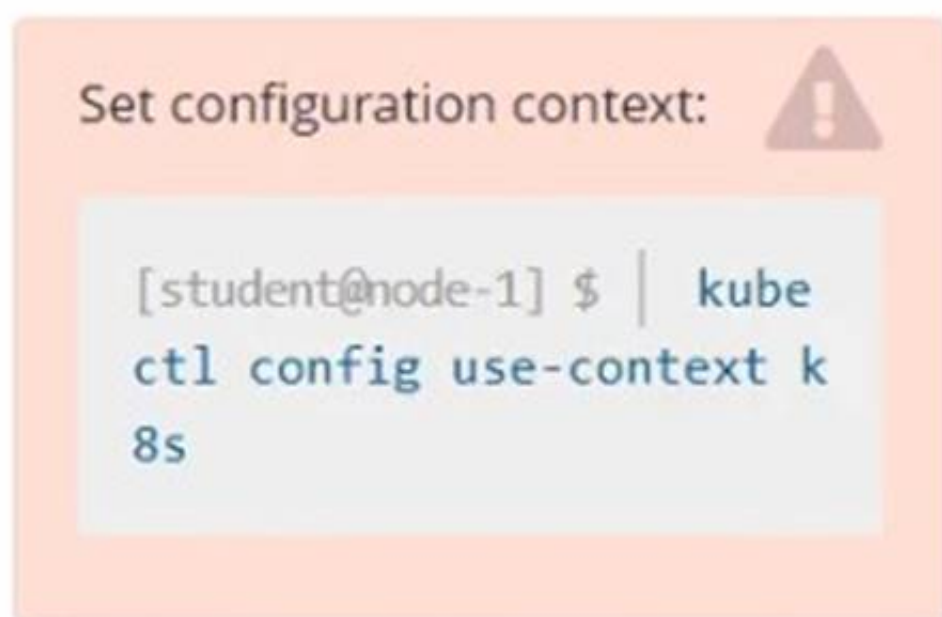 Set configuration context:
[student@node-1] $ | kube
ctl config use-context k
8s